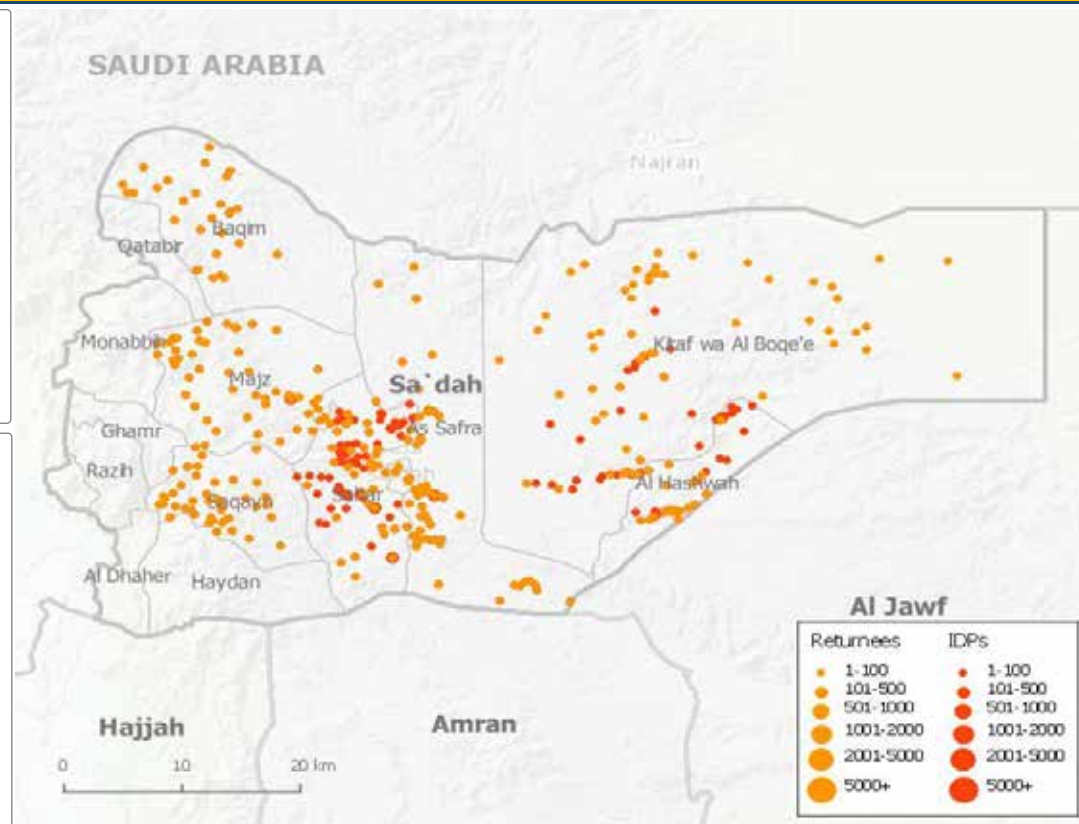 SAUDI ARABIA
Najran
Baqim
Qatabir
Monabbih
Kitaf wa Al Boqe'e
Majz
Sa`dah
As Safra
Ghamr
Razih
Al Hashwah
Saqayn
Sahar
Al Dhaher
Haydan
Al Jawf
Hajjah
Amran
0 10 20 km
Returnees IDPs
1-100 1-100
101-500 101-500
501-1000 501-1000
1001-2000 1001-2000
2001-5000 2001-5000
5000+ 5000+